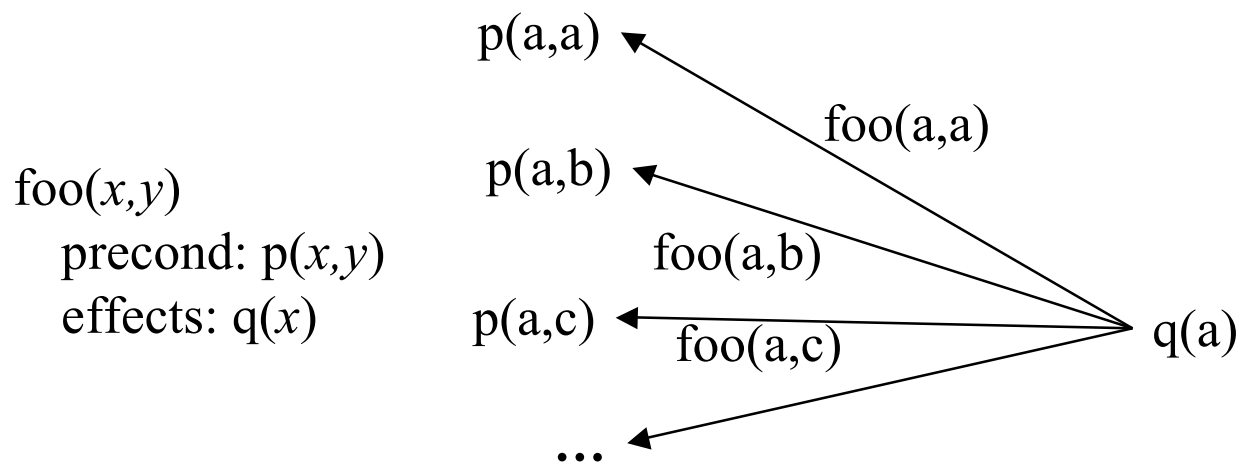 p(a,a)
foo(a,a)
p(a,b)
foo(x,y)
precond: p(x,y)
effects: q(x)
foo(a,b)
p(a,c)
foo(a,c)
q(a)
...